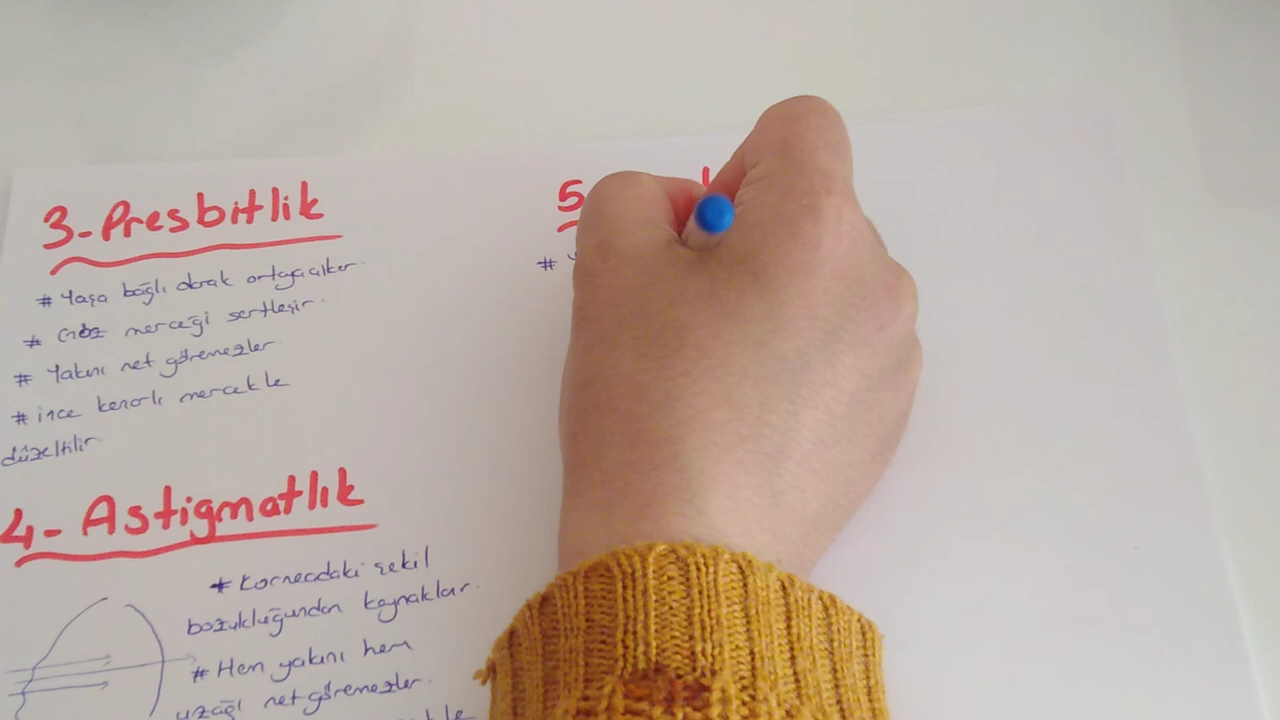 3-Presbitlik
# Yaşa bağlı olarak ortaya çıkar.
# Göz merceği sertleşir.
# Yakını net göremezler
# ince kenarlı mercekle
düzeltilir
4- Astigmatlık
# Korneadaki şekil
bozukluğundan kaynaklar.
# Hem yakını hem
uzağı net göremezler.
5
#